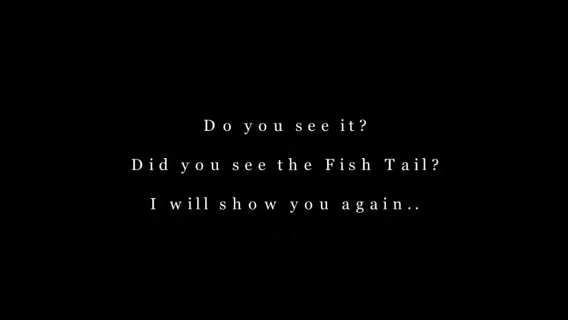 Do you see it?
Did you see the Fish Tail?
I will show you again..